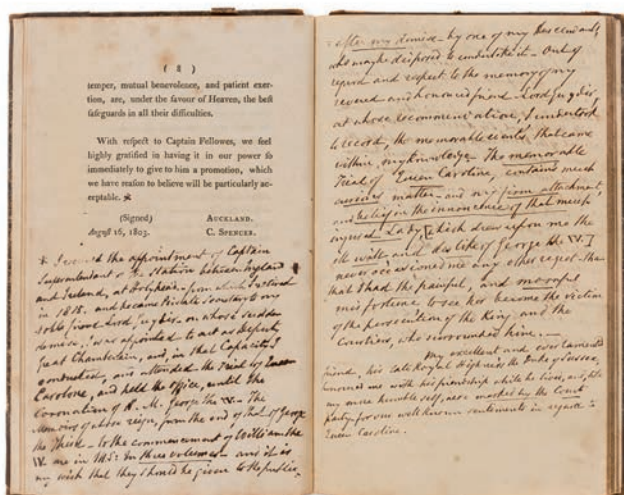 ( 8 )
temper, mutual benevolence, and patient exer-
tion, are, under the favour of Heaven, the best
safeguards in all their difficulties.
With respect to Captain Fellowes, we feel
highly gratified in having it in our power so
immediately to give to him a promotion, which
we have reason to believe will be particularly ac-
ceptable. *
(Signed) AUCKLAND.
August 16, 1803. C. SPENCER.
* I received the appointment of Captain
Superintendant of the Station between England
and Ireland, at Holyhead – from which I retired
in 1818. and became Private Secretary to my
noble friend Lord Gwydir – on whose sudden
demise, I was appointed to act as Deputy
Great Chamberlain, and, in that Capacity I
conducted, and attended the Trial of Queen
Caroline, and held the Office, until the
Coronation of H. M. George the IV. – The
Memoirs of whose reign, from the end of that of George
the Third – to the commencement of William the
IV. are in MS: in three volumes – and it is
my wish that they should be given to the public,
after my demise – by one of my Descendants,
who may be disposed to undertake it – Out of
regard and respect to the memory of my
revered and honoured friend Lord Gwydir,
at whose recommendation, I undertook
to record, the memorable events that came
within my knowledge – The memorable
Trial of Queen Caroline, contains much
curious matter – and my firm attachment,
and belief in the innocence of that much
injured Lady [which drew upon me the
ill will and dislike of George the IV.]
never occasioned me any other regret – than
that I had the painful, and mournful
misfortune to see her become the victim
of the persecution of the King and the
Courtiers, who surrounded him. –
My excellent and ever lamented
friend, his late Royal Highness the Duke of Sussex,
honoured me with his friendship while he lived, and, like
my more humble self, was marked by the Court
party – for our well known sentiments in regard to
Queen Caroline.